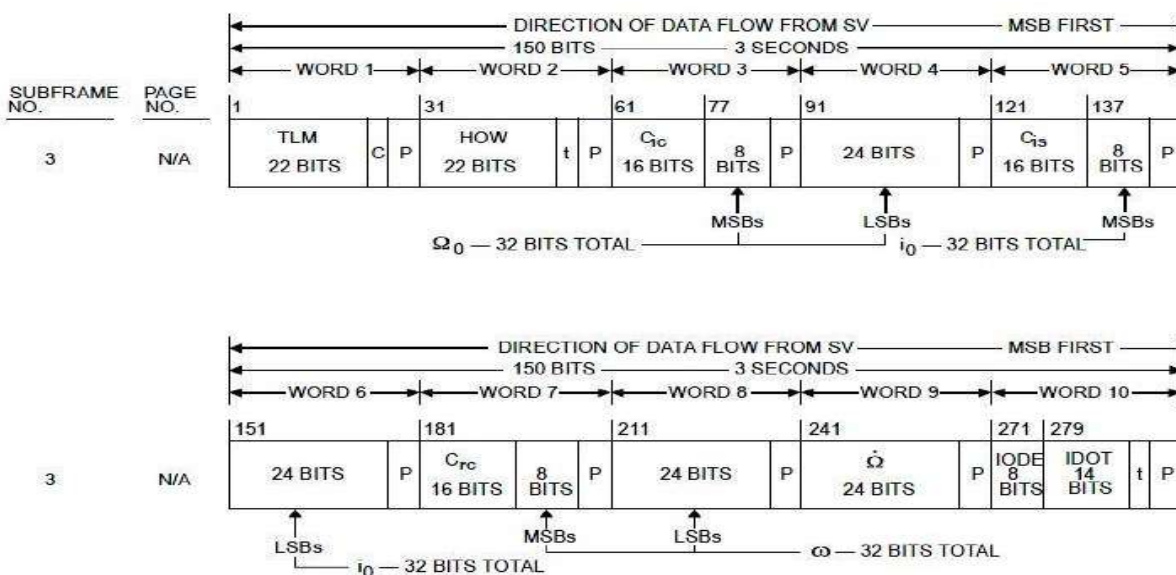 DIRECTION OF DATA FLOW FROM SV MSB FIRST
150 BITS 3 SECONDS
WORD 1 WORD 2 WORD 3 WORD 4 WORD 5
SUBFRAME NO. PAGE NO. 1 31 61 77 91 121 137
3 N/A TLM 22 BITS C P HOW 22 BITS t P Cic 16 BITS 8 BITS P 24 BITS P Cis 16 BITS 8 BITS P
MSBs LSBs MSBs
Ω0 — 32 BITS TOTAL i0 — 32 BITS TOTAL
DIRECTION OF DATA FLOW FROM SV MSB FIRST
150 BITS 3 SECONDS
WORD 6 WORD 7 WORD 8 WORD 9 WORD 10
151 181 211 241 271 279
3 N/A 24 BITS P Crc 16 BITS 8 BITS P 24 BITS P Ω̇ 24 BITS P IODE 8 BITS IDOT 14 BITS t P
LSBs MSBs LSBs ω — 32 BITS TOTAL
i0 — 32 BITS TOTAL